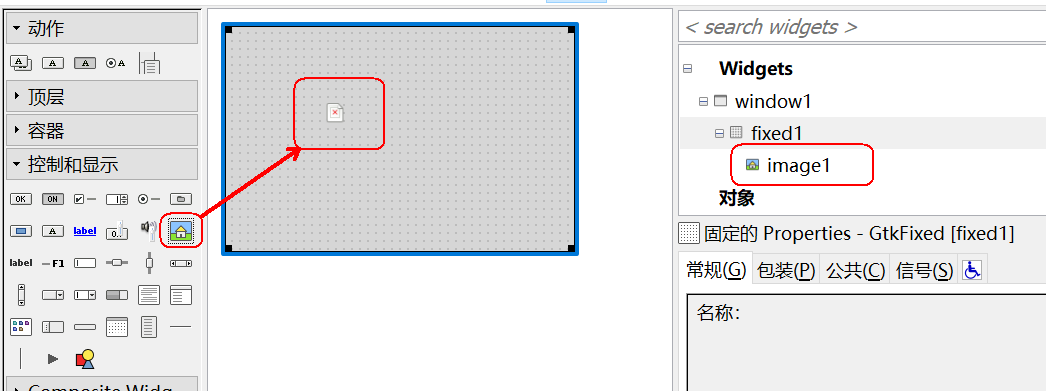 动作
顶层
容器
控制和显示
OK
ON
A
label
label
F1
Composite Widg
< search widgets >
Widgets
window1
fixed1
image1
对象
固定的 Properties - GtkFixed [fixed1]
常规(G) 包装(P) 公共(C) 信号(S)
名称：